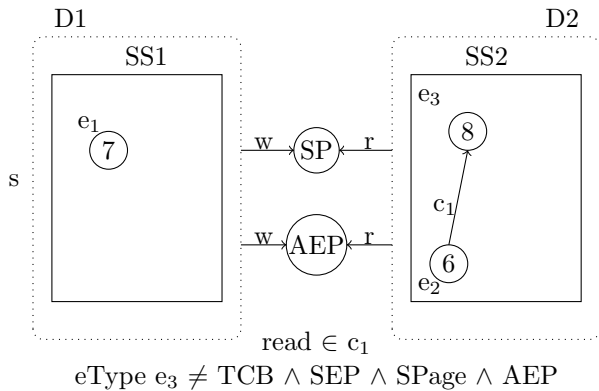 D1 D2
SS1 SS2
e₃
e₁ 7 8
w SP r
s
c₁
w AEP r
6
e₂
read ∈ c₁
eType e₃ ≠ TCB ∧ SEP ∧ SPage ∧ AEP